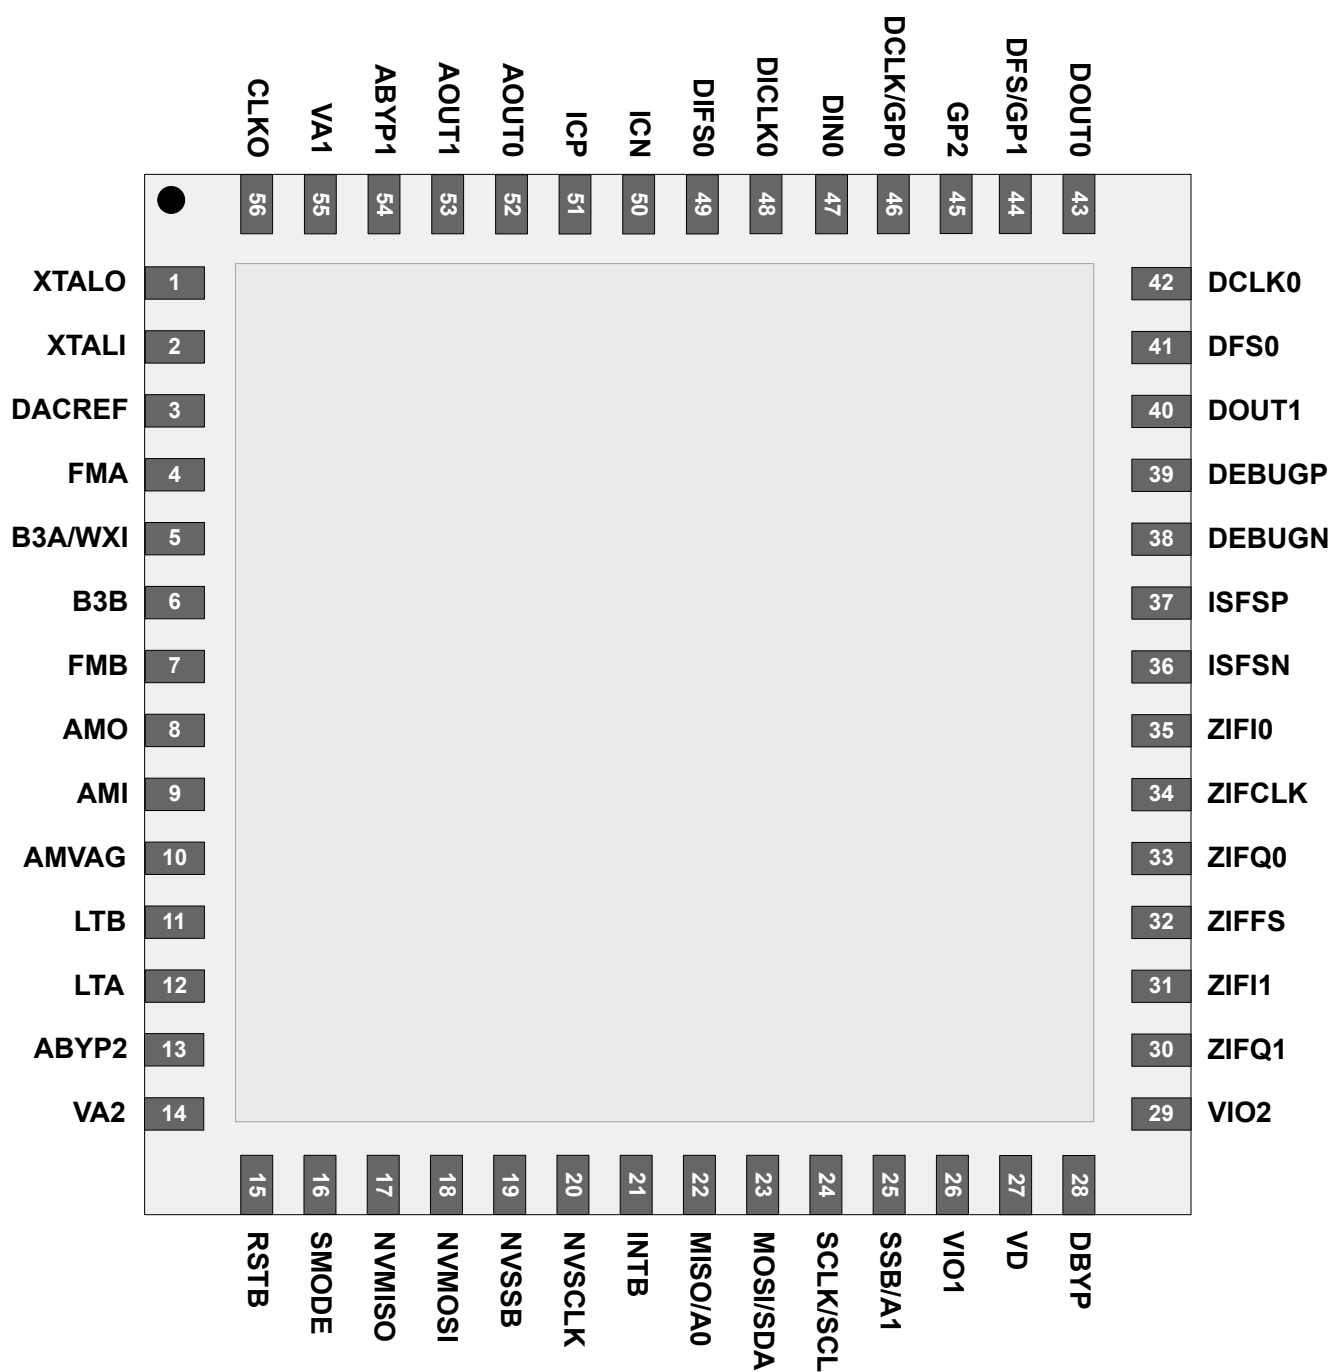 CLKO
VA1
ABYP1
AOUT1
AOUT0
ICP
ICN
DIFS0
DICLK0
DIN0
DCLK/GP0
GP2
DFS/GP1
DOUT0
56
55
54
53
52
51
50
49
48
47
46
45
44
43
XTALO 1
XTALI 2
DACREF 3
FMA 4
B3A/WXI 5
B3B 6
FMB 7
AMO 8
AMI 9
AMVAG 10
LTB 11
LTA 12
ABYP2 13
VA2 14
42 DCLK0
41 DFS0
40 DOUT1
39 DEBUGP
38 DEBUGN
37 ISFSP
36 ISFSN
35 ZIFI0
34 ZIFCLK
33 ZIFQ0
32 ZIFFS
31 ZIFI1
30 ZIFQ1
29 VIO2
15
16
17
18
19
20
21
22
23
24
25
26
27
28
RSTB
SMODE
NVMISO
NVMOSI
NVSSB
NVSCLK
INTB
MISO/A0
MOSI/SDA
SCLK/SCL
SSB/A1
VIO1
VD
DBYP